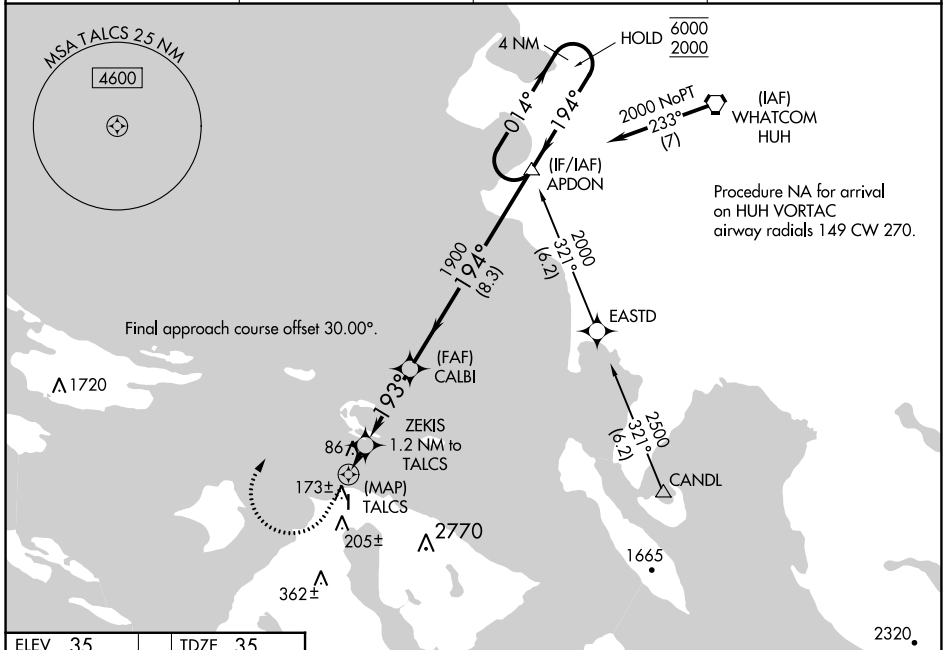 MSA TALCS 25 NM
4600
4 NM
HOLD
6000
2000
014°
194°
2000 NoPT
233°
(7)
(IAF)
WHATCOM
HUH
(IF/IAF)
APDON
Procedure NA for arrival
on HUH VORTAC
airway radials 149 CW 270.
1900
194°
(8.3)
2000
321°
(6.2)
EASTD
Final approach course offset 30.00°.
(FAF)
CALBI
1720
193°
ZEKIS
1.2 NM to
TALCS
86
2500
321°
(6.2)
CANDL
173±
(MAP)
TALCS
205±
2770
1665
362±
2320
ELEV 35
TDZE 35